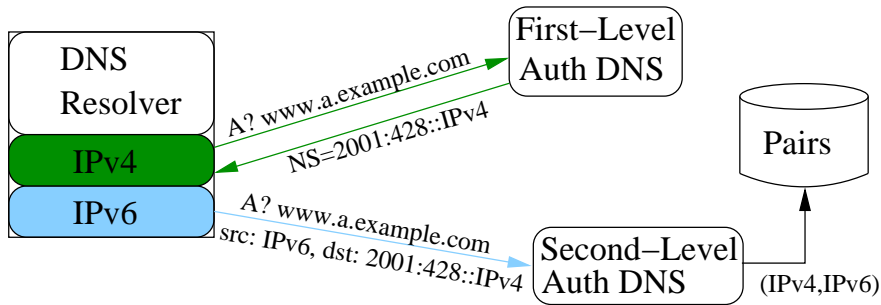 DNS
Resolver
IPv4
IPv6
A? www.a.example.com
NS=2001:428::IPv4
First−Level
Auth DNS
A? www.a.example.com
src: IPv6, dst: 2001:428::IPv4
Second−Level
Auth DNS
Pairs
(IPv4,IPv6)